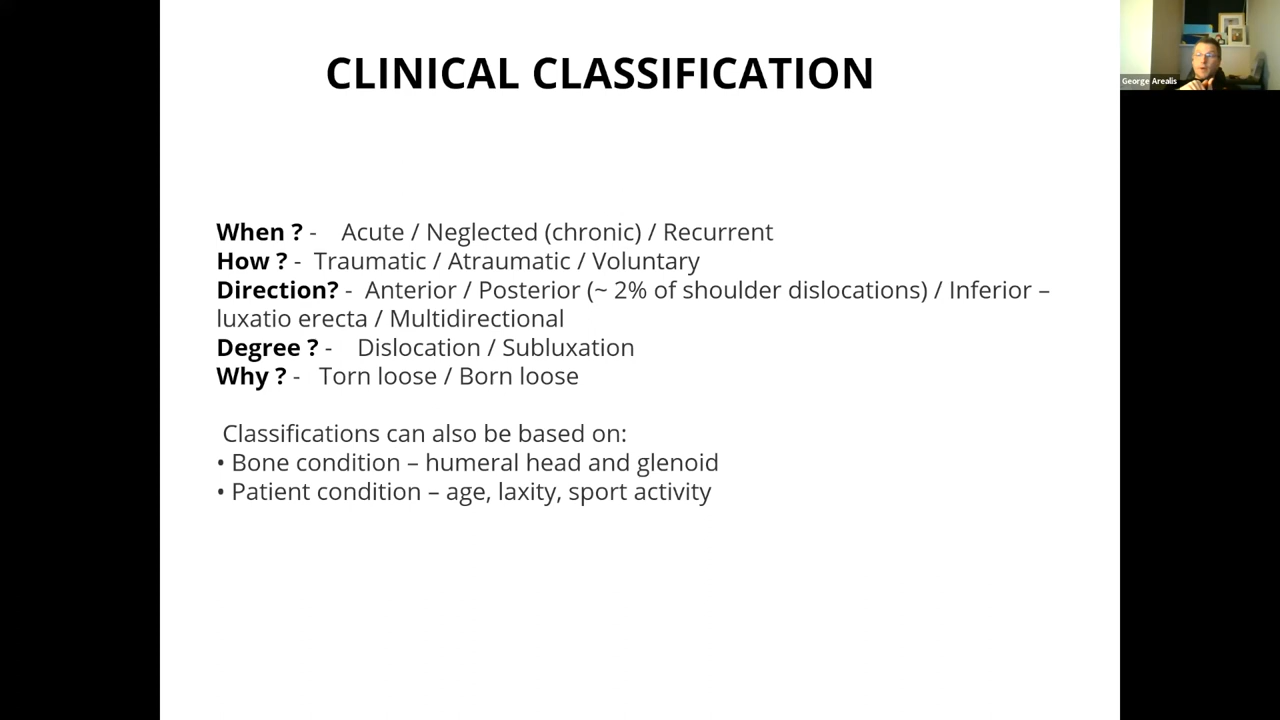 CLINICAL CLASSIFICATION
George Arealis
When ? - Acute / Neglected (chronic) / Recurrent
How ? - Traumatic / Atraumatic / Voluntary
Direction? - Anterior / Posterior (~ 2% of shoulder dislocations) / Inferior –
luxatio erecta / Multidirectional
Degree ? - Dislocation / Subluxation
Why ? - Torn loose / Born loose
Classifications can also be based on:
• Bone condition – humeral head and glenoid
• Patient condition – age, laxity, sport activity